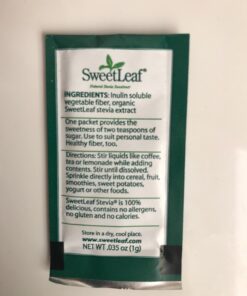 SweetLeaf™
Natural Stevia Sweetener
INGREDIENTS: Inulin soluble
vegetable fiber, organic
SweetLeaf stevia extract
One packet provides the
sweetness of two teaspoons of
sugar. Use to suit personal taste.
Healthy fiber, too.
Directions: Stir liquids like coffee,
tea or lemonade while adding
contents. Stir until dissolved.
Sprinkle directly into cereal, fruit,
smoothies, sweet potatoes,
yogurt or other foods.
SweetLeaf Stevia® is 100%
delicious, contains no allergens,
no gluten and no calories.
Store in a dry, cool place.
www.sweetleaf.com
NET WT .035 oz (1g)